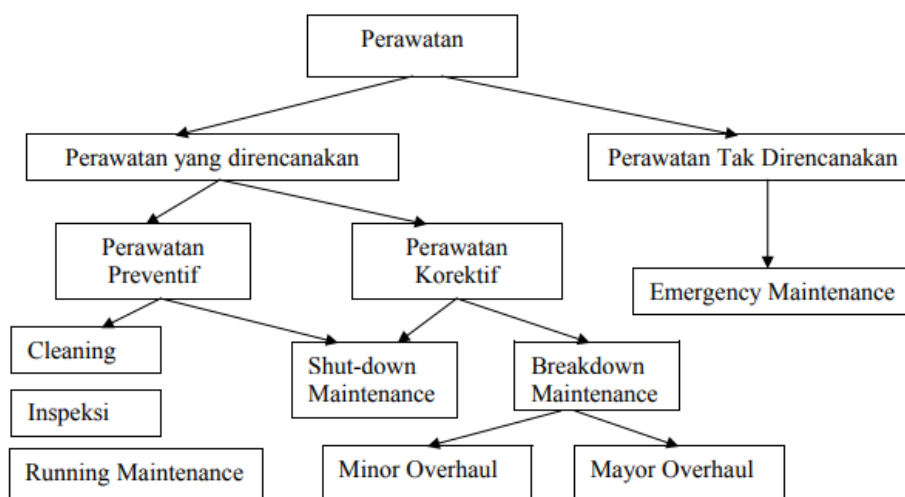 Perawatan
Perawatan yang direncanakan
Perawatan Tak Direncanakan
Perawatan
Preventif
Perawatan
Korektif
Emergency Maintenance
Cleaning
Shut-down
Maintenance
Breakdown
Maintenance
Inspeksi
Running Maintenance
Minor Overhaul
Mayor Overhaul